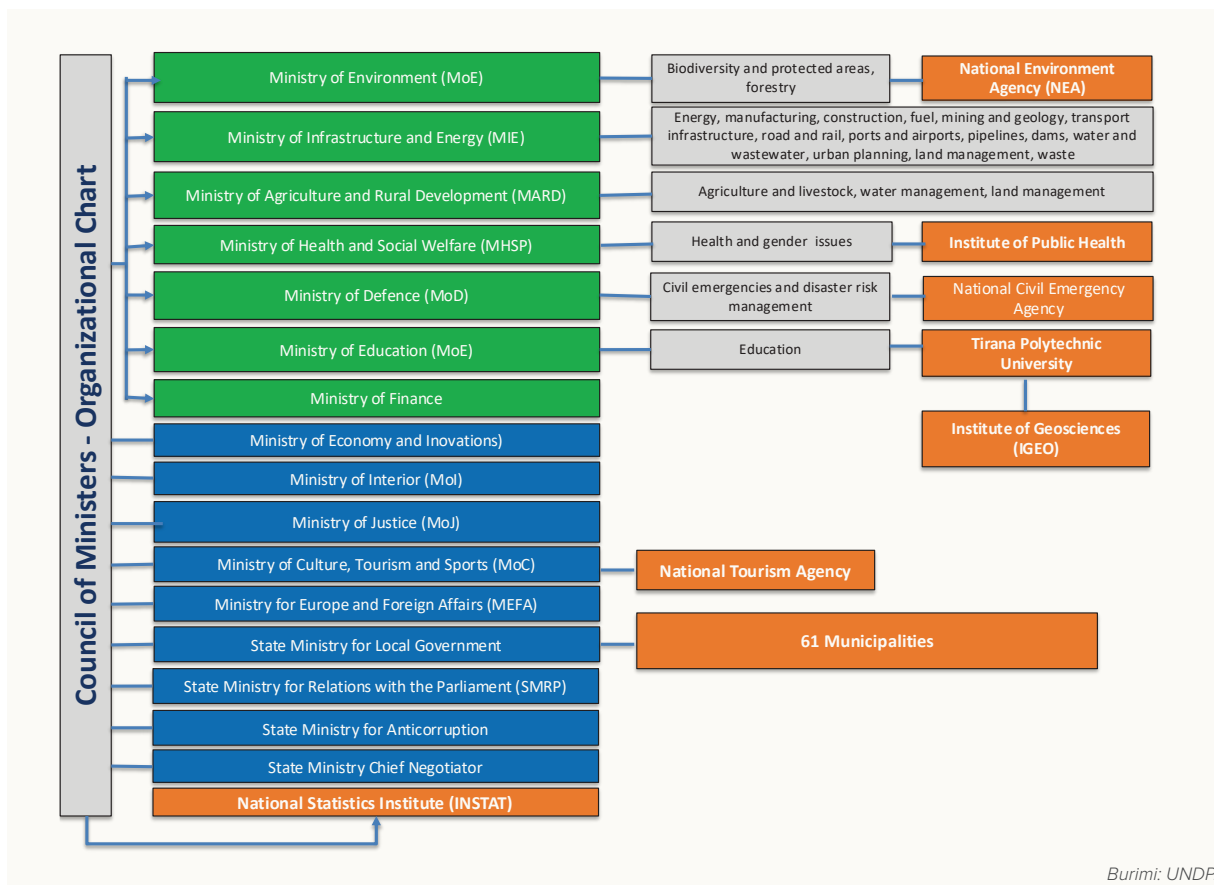 Council of Ministers - Organizational Chart
Ministry of Environment (MoE)
Biodiversity and protected areas,
forestry
National Environment
Agency (NEA)
Ministry of Infrastructure and Energy (MIE)
Energy, manufacturing, construction, fuel, mining and geology, transport
infrastructure, road and rail, ports and airports, pipelines, dams, water and
wastewater, urban planning, land management, waste
Ministry of Agriculture and Rural Development (MARD)
Agriculture and livestock, water management, land management
Ministry of Health and Social Welfare (MHSP)
Health and gender issues
Institute of Public Health
Ministry of Defence (MoD)
Civil emergencies and disaster risk
management
National Civil Emergency
Agency
Ministry of Education (MoE)
Education
Tirana Polytechnic
University
Ministry of Finance
Institute of Geosciences
(IGEO)
Ministry of Economy and Inovations)
Ministry of Interior (MoI)
Ministry of Justice (MoJ)
Ministry of Culture, Tourism and Sports (MoC)
National Tourism Agency
Ministry for Europe and Foreign Affairs (MEFA)
State Ministry for Local Government
61 Municipalities
State Ministry for Relations with the Parliament (SMRP)
State Ministry for Anticorruption
State Ministry Chief Negotiator
National Statistics Institute (INSTAT)
Burimi: UNDP